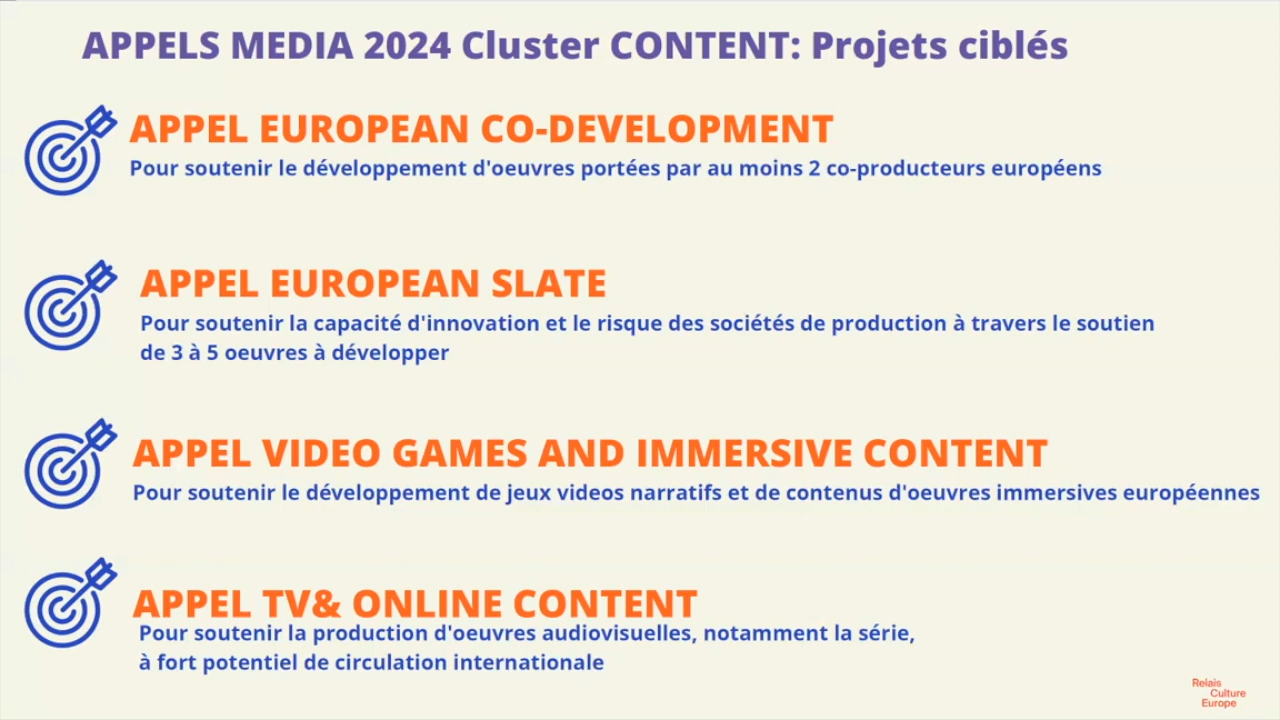 APPELS MEDIA 2024 Cluster CONTENT: Projets ciblés
APPEL EUROPEAN CO-DEVELOPMENT
Pour soutenir le développement d'oeuvres portées par au moins 2 co-producteurs européens
APPEL EUROPEAN SLATE
Pour soutenir la capacité d'innovation et le risque des sociétés de production à travers le soutien
de 3 à 5 oeuvres à développer
APPEL VIDEO GAMES AND IMMERSIVE CONTENT
Pour soutenir le développement de jeux videos narratifs et de contenus d'oeuvres immersives européennes
APPEL TV& ONLINE CONTENT
Pour soutenir la production d'oeuvres audiovisuelles, notamment la série,
à fort potentiel de circulation internationale
Relais
Culture
Europe